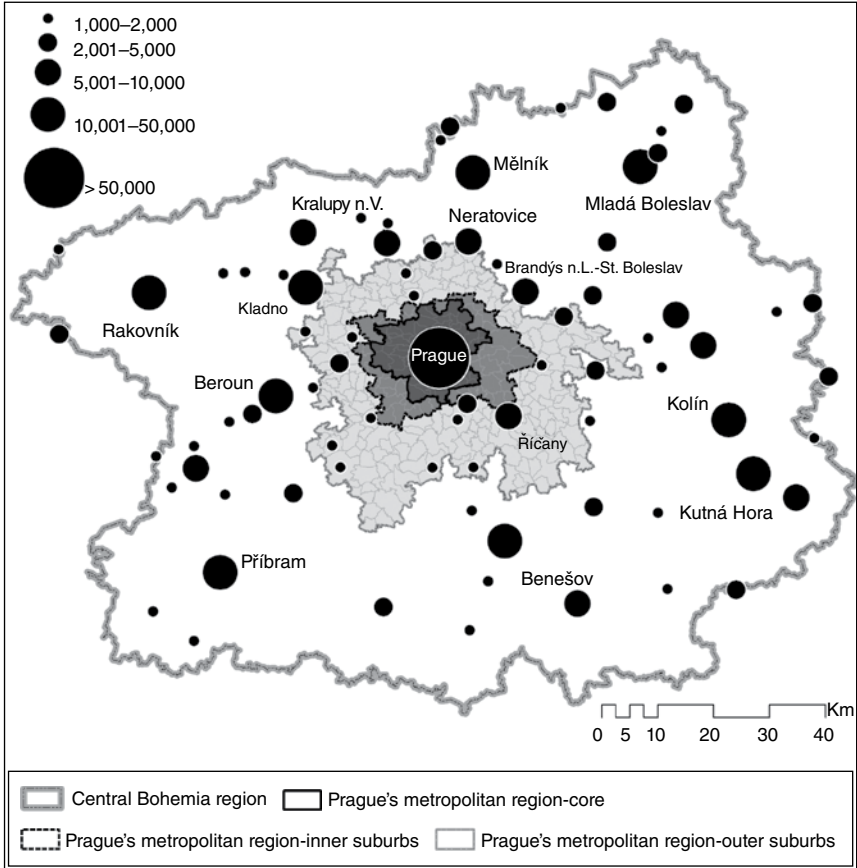 1,000–2,000
2,001–5,000
5,001–10,000
10,001–50,000
> 50,000
Mělník
Mladá Boleslav
Kralupy n.V.
Neratovice
Brandýs n.L.-St. Boleslav
Kladno
Rakovník
Prague
Beroun
Kolín
Říčany
Kutná Hora
Příbram
Benešov
Km
0 5 10 20 30 40
Central Bohemia region
Prague's metropolitan region-core
Prague's metropolitan region-inner suburbs
Prague's metropolitan region-outer suburbs